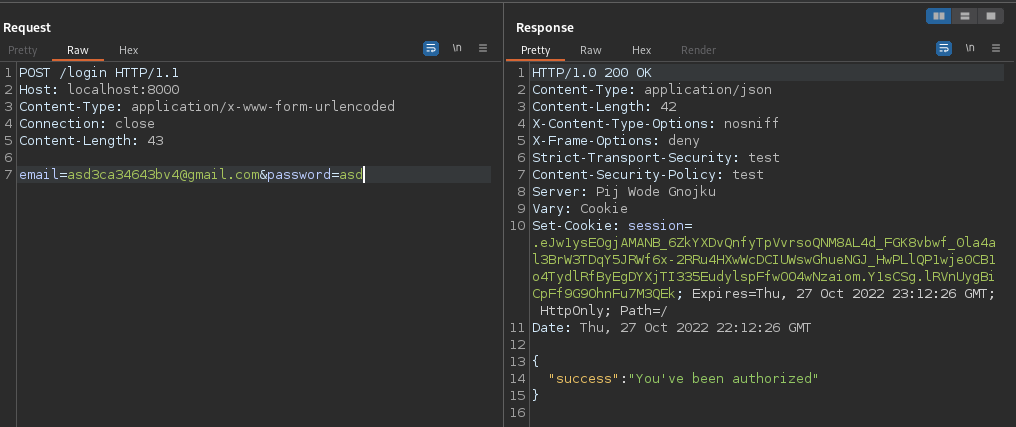 Request
Pretty Raw Hex \n
1 POST /login HTTP/1.1
2 Host: localhost:8000
3 Content-Type: application/x-www-form-urlencoded
4 Connection: close
5 Content-Length: 43
6
7 email=asd3ca34643bv4@gmail.com&password=asd
Response
Pretty Raw Hex Render \n
1 HTTP/1.0 200 OK
2 Content-Type: application/json
3 Content-Length: 42
4 X-Content-Type-Options: nosniff
5 X-Frame-Options: deny
6 Strict-Transport-Security: test
7 Content-Security-Policy: test
8 Server: Pij Wode Gnojku
9 Vary: Cookie
10 Set-Cookie: session=
.eJw1ysEOgjAMANB_6ZkYXDvQnfyTpVvrsoQNM8AL4d_FGK8vbwf_Ola4a
l3BrW3TDqY5JRWf6x-2RRu4HXwWcDCIUWswGhueNGJ_HwPLlQP1wjeOCB1
o4TydlRfByEgDYXjTI335EudylspFfwOO4wNzaiom.Y1sCSg.lRVnUygBi
CpFf9G9OhnFu7M3QEk; Expires=Thu, 27 Oct 2022 23:12:26 GMT;
HttpOnly; Path=/
11 Date: Thu, 27 Oct 2022 22:12:26 GMT
12
13 {
14 "success":"You've been authorized"
15 }
16